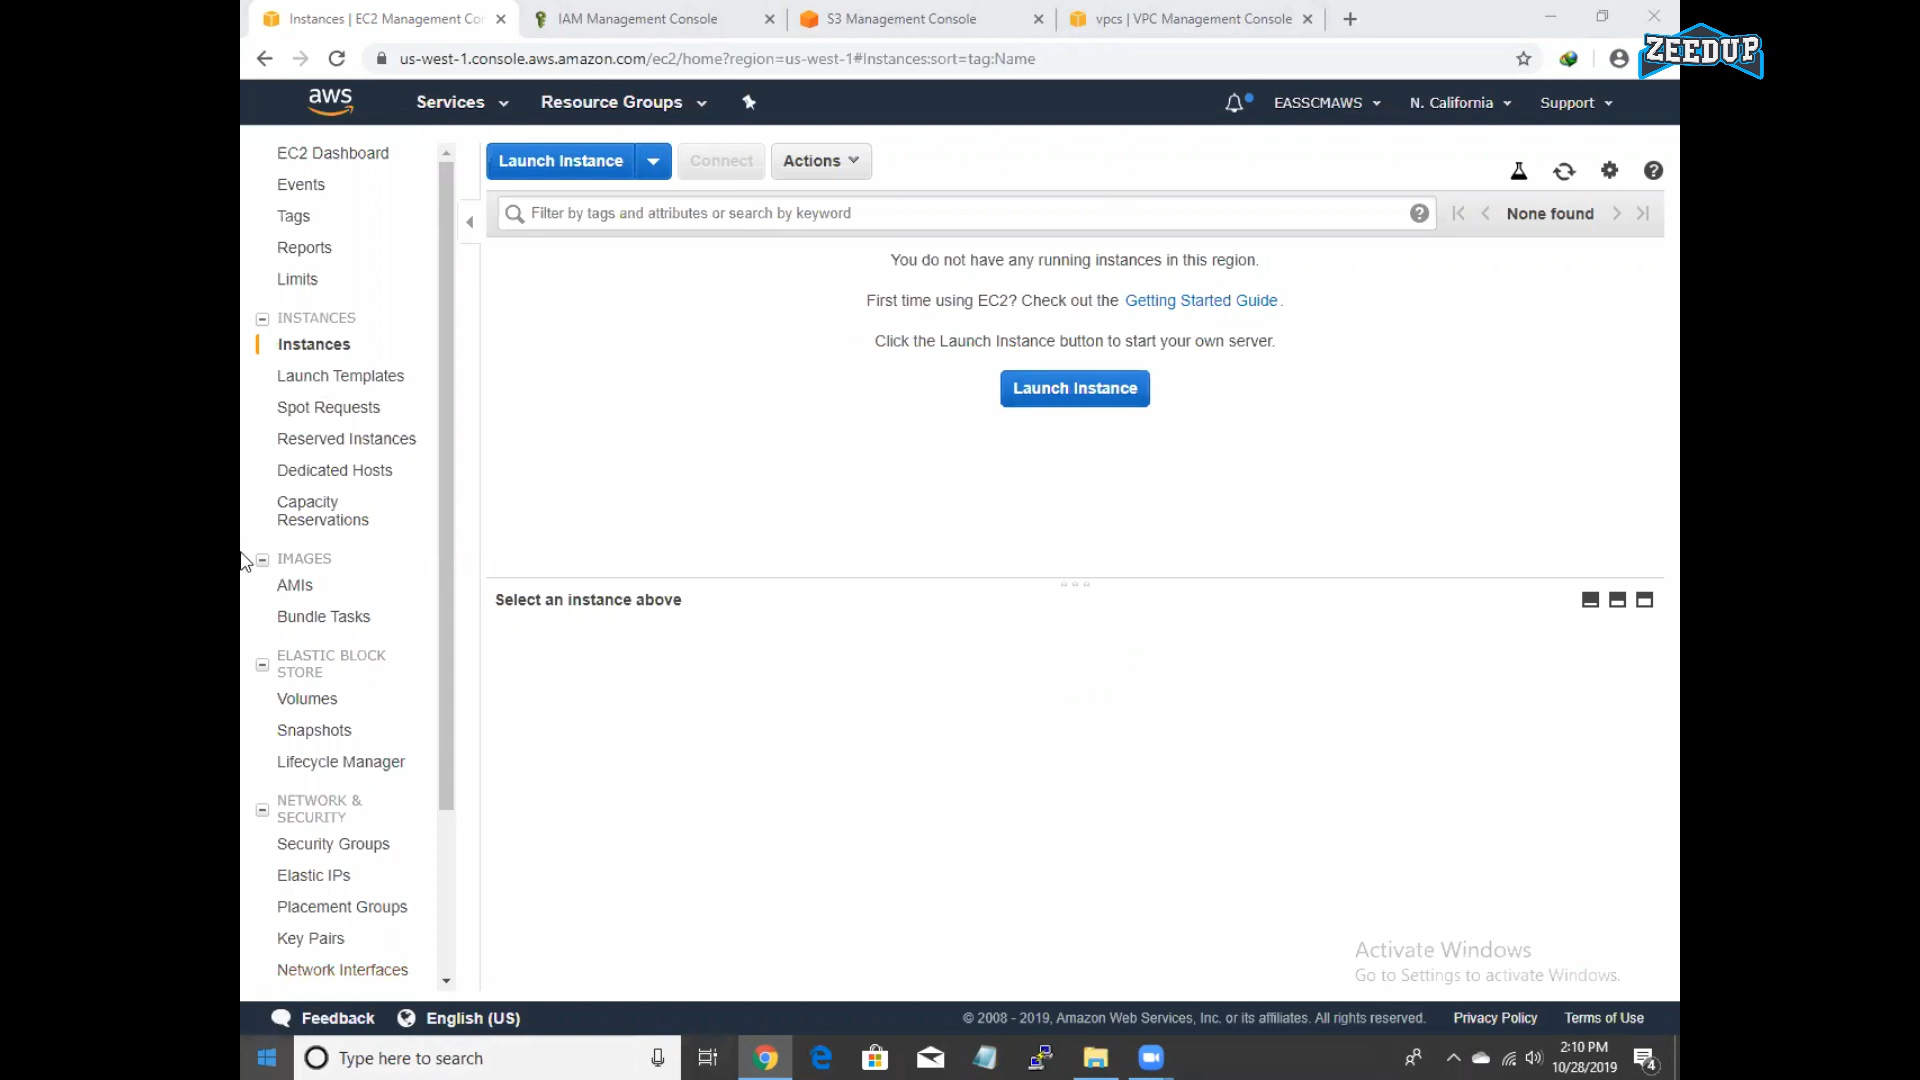 Instances | EC2 Management Co
IAM Management Console
S3 Management Console
vpcs | VPC Management Console
us-west-1.console.aws.amazon.com/ec2/home?region=us-west-1#Instances:sort=tag:Name
ZEEDUP
aws
Services
Resource Groups
EASSCMAWS
N. California
Support
EC2 Dashboard
Events
Tags
Reports
Limits
INSTANCES
Instances
Launch Templates
Spot Requests
Reserved Instances
Dedicated Hosts
Capacity
Reservations
IMAGES
AMIs
Bundle Tasks
ELASTIC BLOCK
STORE
Volumes
Snapshots
Lifecycle Manager
NETWORK &
SECURITY
Security Groups
Elastic IPs
Placement Groups
Key Pairs
Network Interfaces
Launch Instance
Connect
Actions
Filter by tags and attributes or search by keyword
None found
You do not have any running instances in this region.
First time using EC2? Check out the Getting Started Guide.
Click the Launch Instance button to start your own server.
Launch Instance
Select an instance above
Activate Windows
Go to Settings to activate Windows.
Feedback
English (US)
© 2008 - 2019, Amazon Web Services, Inc. or its affiliates. All rights reserved.
Privacy Policy
Terms of Use
Type here to search
2:10 PM
10/28/2019
4